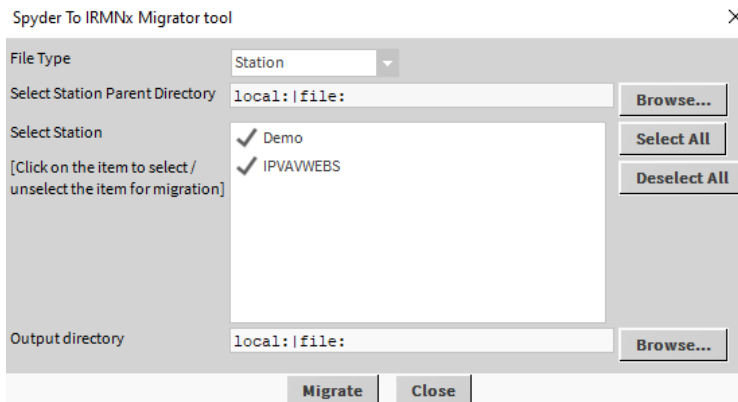 Spyder To IRMNx Migrator tool
File Type
Station
Select Station Parent Directory
local:|file:
Browse...
Select Station
[Click on the item to select /
unselect the item for migration]
Demo
IPVAVWEBS
Select All
Deselect All
Output directory
local:|file:
Browse...
Migrate
Close